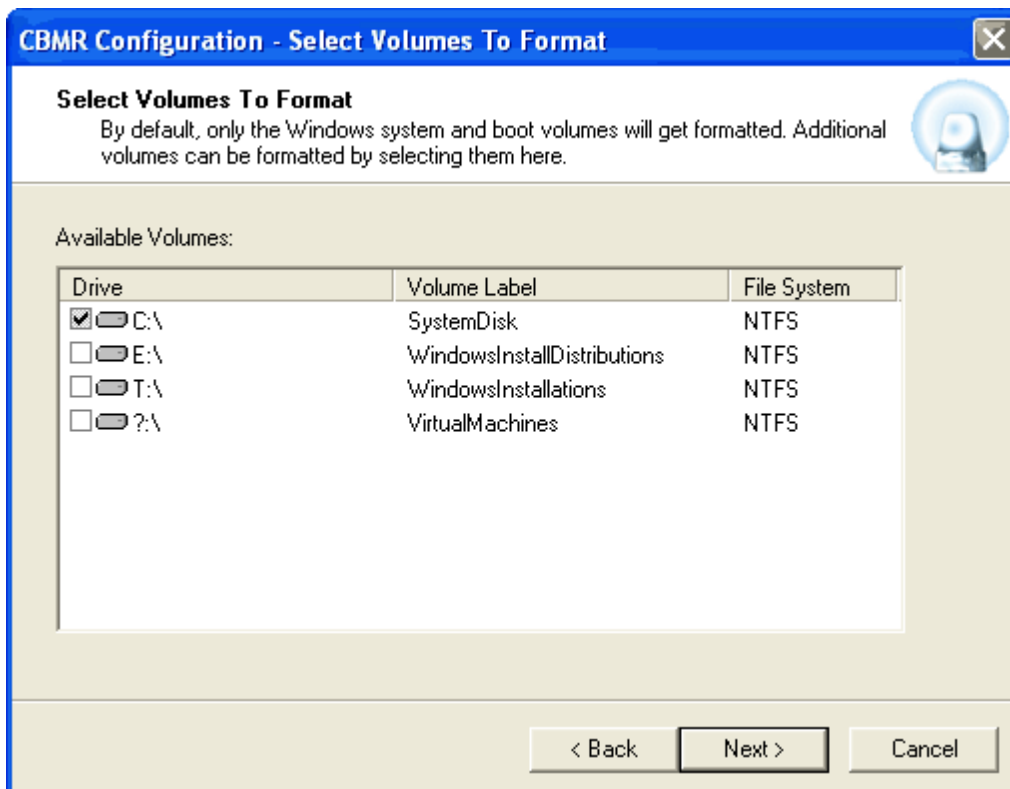 CBMR Configuration - Select Volumes To Format
Select Volumes To Format
By default, only the Windows system and boot volumes will get formatted. Additional
volumes can be formatted by selecting them here.
Available Volumes:
Drive Volume Label File System
C:\ SystemDisk NTFS
E:\ WindowsInstallDistributions NTFS
T:\ WindowsInstallations NTFS
?:\ VirtualMachines NTFS
< Back Next > Cancel